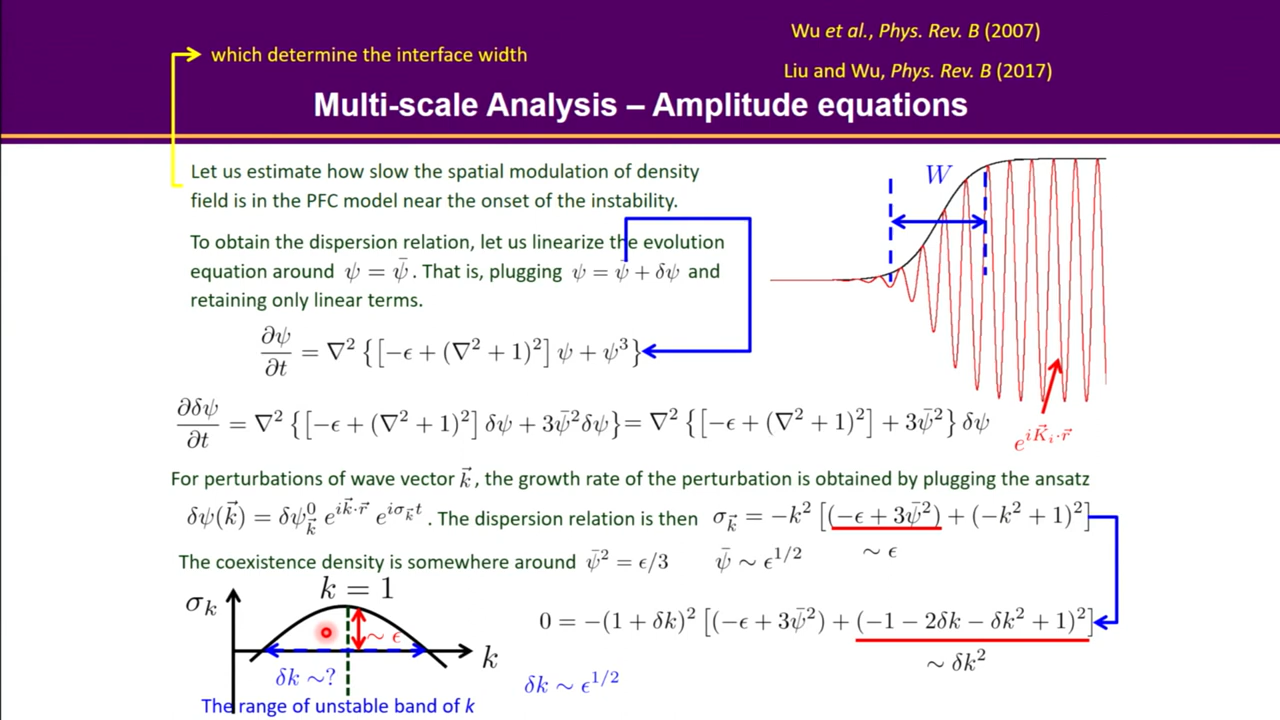 which determine the interface width
Wu et al., Phys. Rev. B (2007)
Liu and Wu, Phys. Rev. B (2017)
Multi-scale Analysis – Amplitude equations
Let us estimate how slow the spatial modulation of density
field is in the PFC model near the onset of the instability.
W
To obtain the dispersion relation, let us linearize the evolution
equation around ψ = ψ̄ . That is, plugging ψ = ψ̄ + δψ and
retaining only linear terms.
∂ψ/∂t = ∇² {[−ϵ + (∇² + 1)²] ψ + ψ³}
∂δψ/∂t = ∇² {[−ϵ + (∇² + 1)²] δψ + 3ψ̄²δψ} = ∇² {[−ϵ + (∇² + 1)²] + 3ψ̄²} δψ
e^{iK⃗_i·r⃗}
For perturbations of wave vector k⃗ , the growth rate of the perturbation is obtained by plugging the ansatz
δψ(k⃗) = δψ⁰_k⃗ e^{ik⃗·r⃗} e^{iσ_k⃗ t} . The dispersion relation is then σ_k⃗ = −k² [(−ϵ + 3ψ̄²) + (−k² + 1)²]
∼ ϵ
The coexistence density is somewhere around ψ̄² = ϵ/3 ψ̄ ∼ ϵ^{1/2}
k = 1
σ_k
∼ ϵ
k
δk ∼?
The range of unstable band of k
0 = −(1 + δk)² [(−ϵ + 3ψ̄²) + (−1 − 2δk − δk² + 1)²]
∼ δk²
δk ∼ ϵ^{1/2}